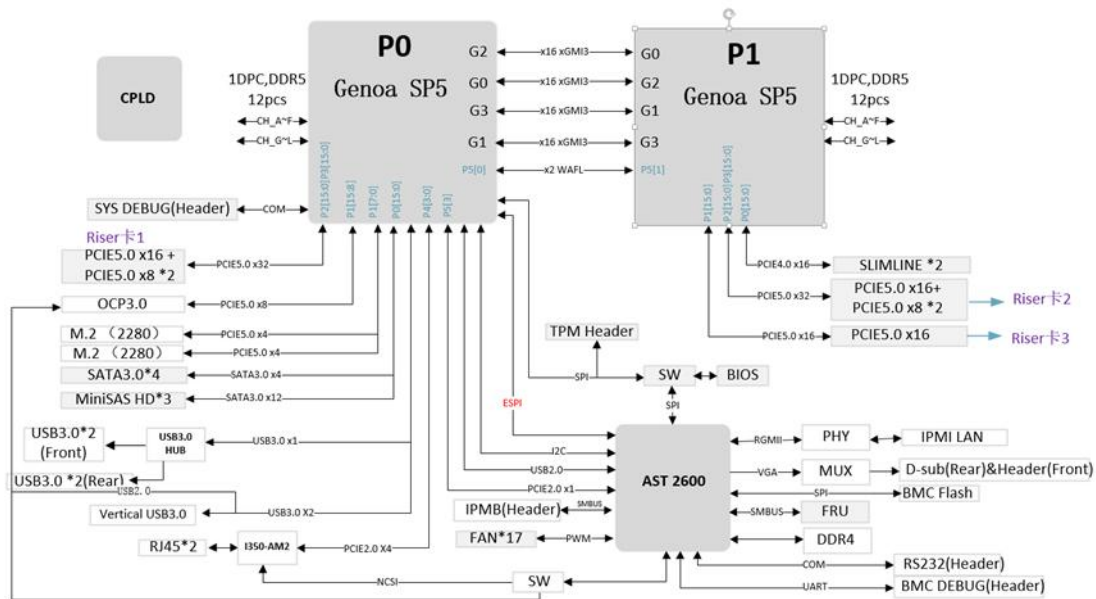 P0
Genoa SP5
P1
Genoa SP5
CPLD
1DPC,DDR5
12pcs
CH_A~F
CH_G~L
G2
G0
G3
G1
P5[0]
x16 xGMI3
x16 xGMI3
x16 xGMI3
x16 xGMI3
x2 WAFL
G0
G2
G1
G3
P5[1]
1DPC,DDR5
12pcs
CH_A~F
CH_G~L
P2[15:0]P3[15:0]
P1[15:8]
P1[7:0]
P0[15:0]
P4[3:0]
P5[3]
P1[15:0]
P2[15:0]P3[15:0]
P0[15:0]
SYS DEBUG(Header)
COM
Riser卡1
PCIE5.0 x16 +
PCIE5.0 x8 *2
PCIE5.0 x32
OCP3.0
PCIE5.0 x8
M.2 （2280）
PCIE5.0 x4
M.2 （2280）
PCIE5.0 x4
SATA3.0*4
SATA3.0 x4
MiniSAS HD*3
SATA3.0 x12
USB3.0*2
(Front)
USB3.0
HUB
USB3.0 x1
USB3.0 *2(Rear)
USB2. 0
Vertical USB3.0
USB3.0 X2
RJ45*2
I350-AM2
PCIE2.0 X4
NCSI
SW
PCIE4.0 x16
SLIMLINE *2
PCIE5.0 x32
PCIE5.0 x16+
PCIE5.0 x8 *2
Riser卡2
PCIE5.0 x16
PCIE5.0 x16
Riser卡3
TPM Header
SPI
SW
BIOS
SPI
ESPI
I2C
USB2.0
PCIE2.0 x1
AST 2600
IPMB(Header)
SMBUS
FAN*17
PWM
RGMII
PHY
IPMI LAN
VGA
MUX
D-sub(Rear)&Header(Front)
SPI
BMC Flash
SMBUS
FRU
DDR4
COM
RS232(Header)
UART
BMC DEBUG(Header)